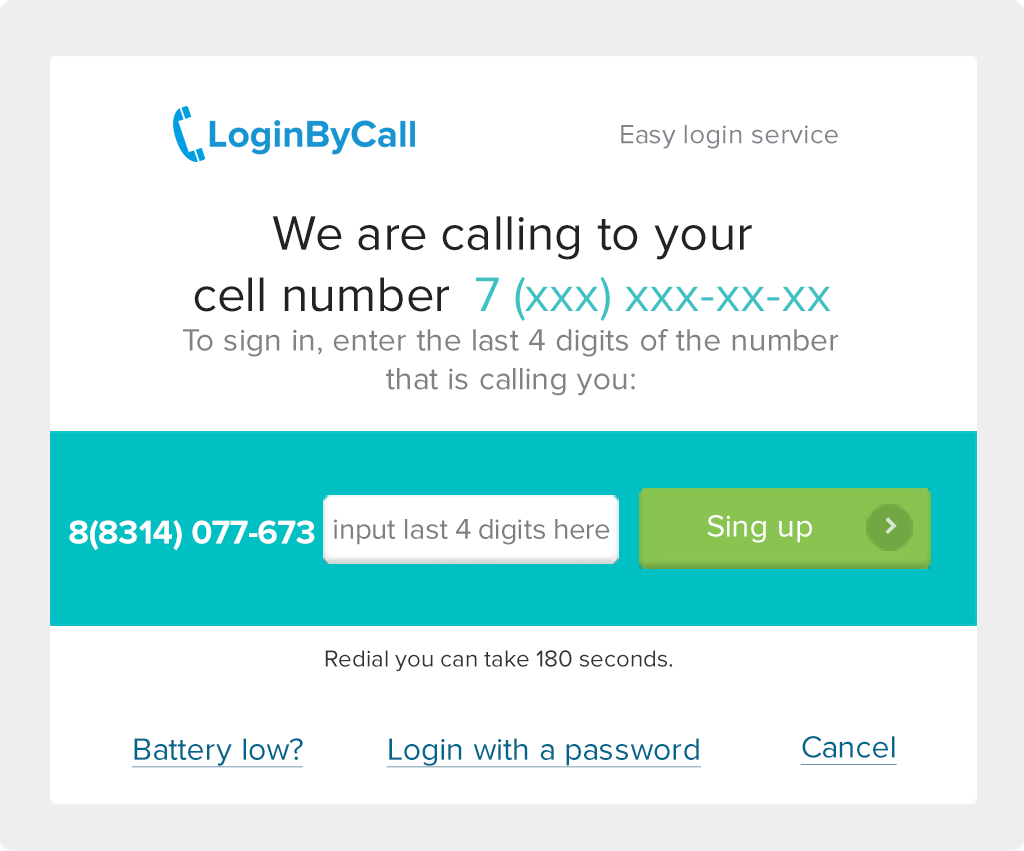 LoginByCall
Easy login service
We are calling to your
cell number 7 (xxx) xxx-xx-xx
To sign in, enter the last 4 digits of the number
that is calling you:
8(8314) 077-673 input last 4 digits here Sing up
Redial you can take 180 seconds.
Battery low? Login with a password Cancel